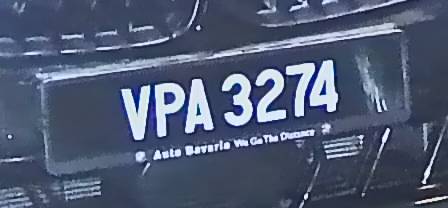 VPA 3274
Auto Bavaria We Go The Distance